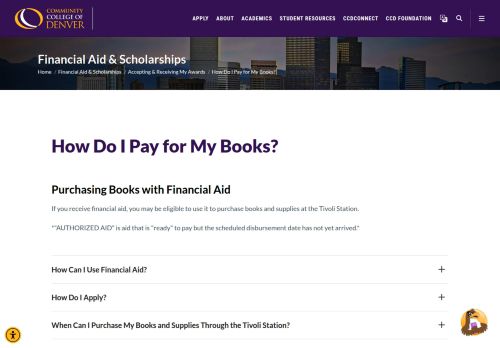 COMMUNITY
COLLEGE OF
DENVER
APPLY ABOUT ACADEMICS STUDENT RESOURCES CCDCONNECT CCD FOUNDATION
Financial Aid & Scholarships
Home / Financial Aid & Scholarships / Accepting & Receiving My Awards / How Do I Pay for My Books?
How Do I Pay for My Books?
Purchasing Books with Financial Aid
If you receive financial aid, you may be eligible to use it to purchase books and supplies at the Tivoli Station.
*"AUTHORIZED AID" is aid that is "ready" to pay but the scheduled disbursement date has not yet arrived."
How Can I Use Financial Aid?
How Do I Apply?
When Can I Purchase My Books and Supplies Through the Tivoli Station?